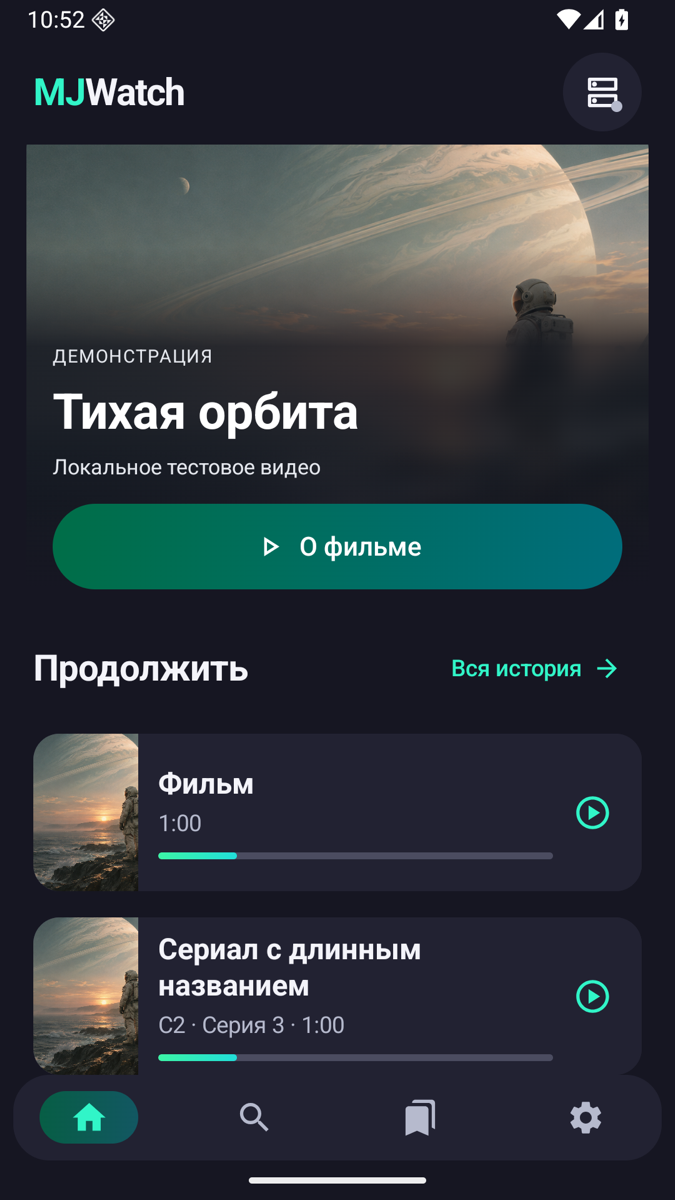 10:52
MJWatch
ДЕМОНСТРАЦИЯ
Тихая орбита
Локальное тестовое видео
О фильме
Продолжить
Вся история
Фильм
1:00
Сериал с длинным
названием
С2 · Серия 3 · 1:00